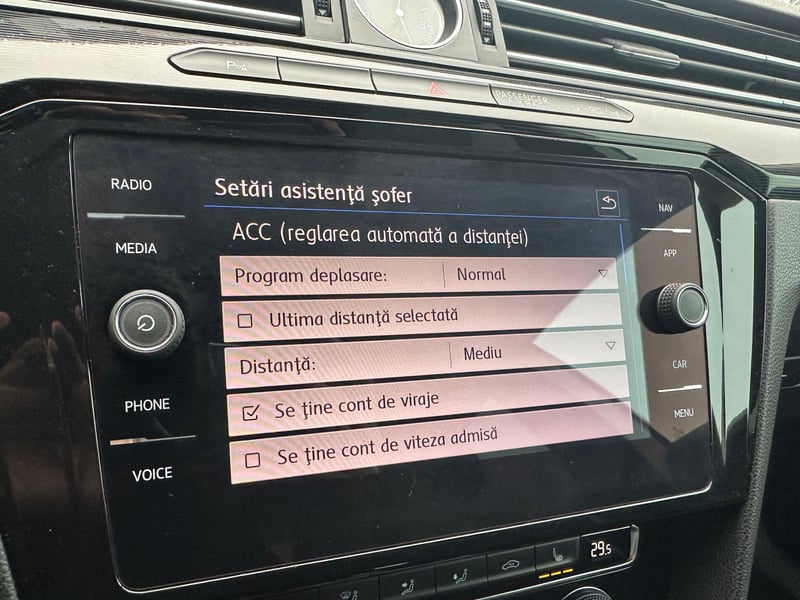 PASSENGER
RADIO
Setări asistenţă şofer
NAV
ACC (reglarea automată a distanţei)
MEDIA
APP
Program deplasare: Normal
Ultima distanţă selectată
Distanţă: Mediu
CAR
Se ţine cont de viraje
PHONE
MENU
Se ţine cont de viteza admisă
VOICE
29.5